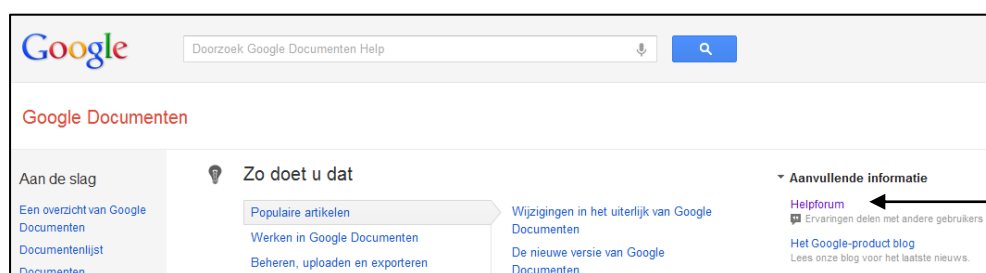 Google
Doorzoek Google Documenten Help
Google Documenten
Aan de slag
Een overzicht van Google
Documenten
Documentenlijst
Documenten
Zo doet u dat
Populaire artikelen
Werken in Google Documenten
Beheren, uploaden en exporteren
Wijzigingen in het uiterlijk van Google
Documenten
De nieuwe versie van Google
Documenten
Aanvullende informatie
Helpforum
Ervaringen delen met andere gebruikers
Het Google-product blog
Lees onze blog voor het laatste nieuws.